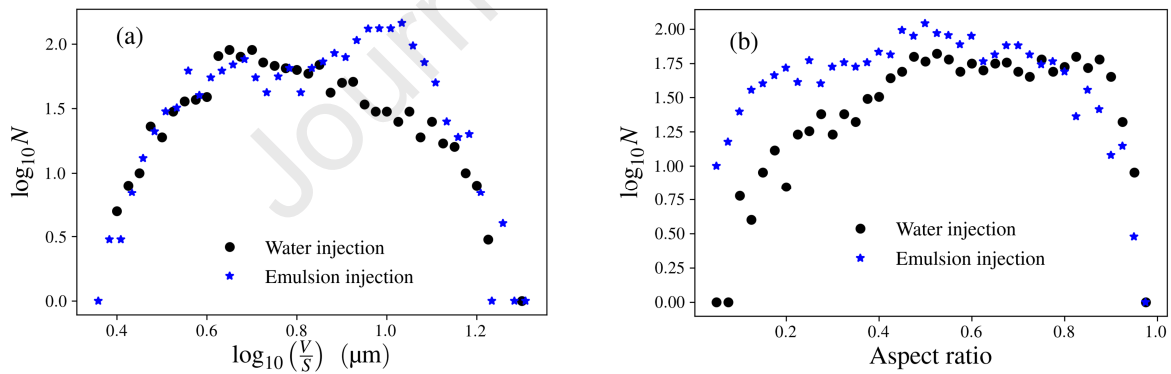 (a)
2.0
1.5
1.0
0.5
0.0
log₁₀N
Water injection
Emulsion injection
0.4 0.6 0.8 1.0 1.2
log₁₀(V/S) (μm)
Journ
(b)
2.00
1.75
1.50
1.25
1.00
0.75
0.50
0.25
0.00
log₁₀N
Water injection
Emulsion injection
0.2 0.4 0.6 0.8 1.0
Aspect ratio